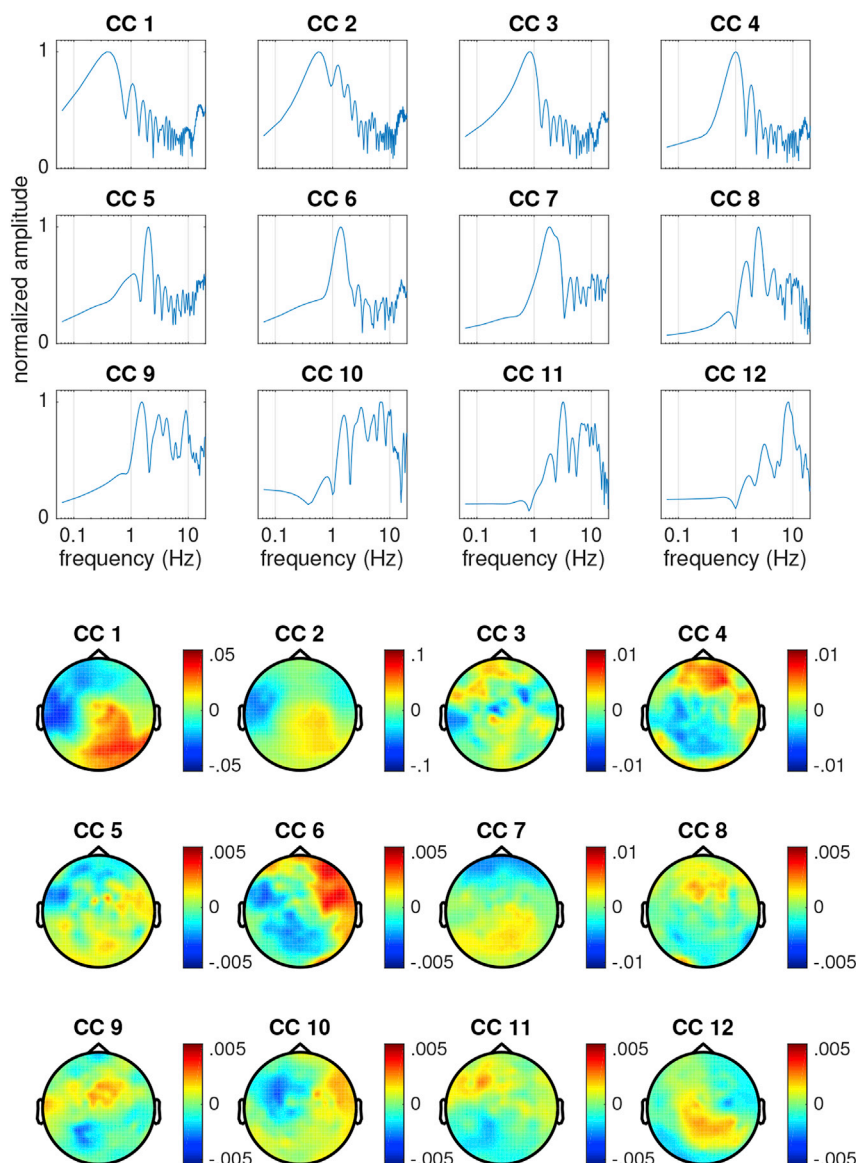 CC 1 CC 2 CC 3 CC 4
1
0
CC 5 CC 6 CC 7 CC 8
1
0
normalized amplitude
CC 9 CC 10 CC 11 CC 12
1
0
0.1 1 10 0.1 1 10 0.1 1 10 0.1 1 10
frequency (Hz) frequency (Hz) frequency (Hz) frequency (Hz)
CC 1 CC 2 CC 3 CC 4
.05 .1 .01 .01
0 0 0 0
-.05 -.1 -.01 -.01
CC 5 CC 6 CC 7 CC 8
.005 .005 .01 .005
0 0 0 0
-.005 -.005 -.01 -.005
CC 9 CC 10 CC 11 CC 12
.005 .005 .005 .005
0 0 0 0
-.005 -.005 -.005 -.005